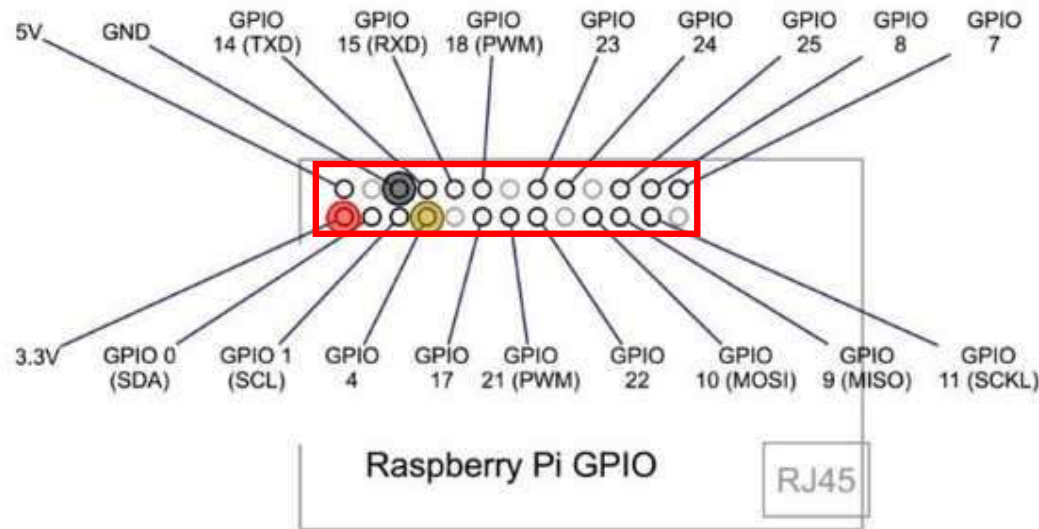 5V
GND
GPIO
14 (TXD)
GPIO
15 (RXD)
GPIO
18 (PWM)
GPIO
23
GPIO
24
GPIO
25
GPIO
8
GPIO
7
3.3V
GPIO 0
(SDA)
GPIO 1
(SCL)
GPIO
4
GPIO
17
GPIO
21 (PWM)
GPIO
22
GPIO
10 (MOSI)
GPIO
9 (MISO)
GPIO
11 (SCKL)
Raspberry Pi GPIO
RJ45